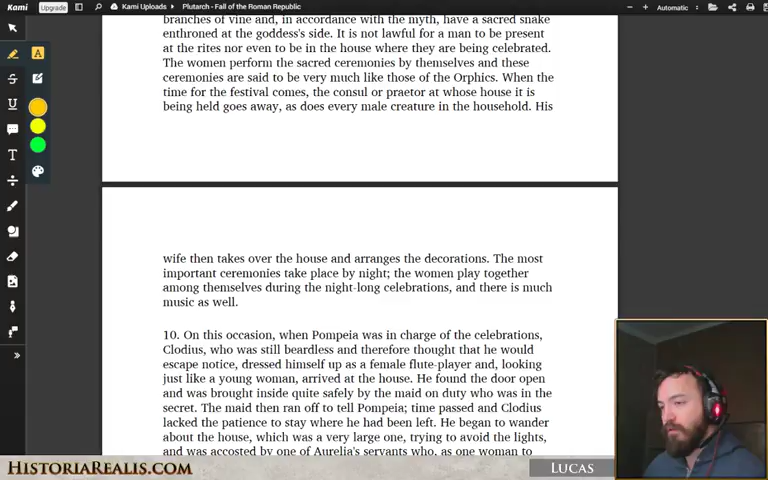 Kami
Upgrade
Kami Uploads > Plutarch - Fall of the Roman Republic
Automatic
branches of vine and, in accordance with the myth, have a sacred snake
enthroned at the goddess's side. It is not lawful for a man to be present
at the rites nor even to be in the house where they are being celebrated.
The women perform the sacred ceremonies by themselves and these
ceremonies are said to be very much like those of the Orphics. When the
time for the festival comes, the consul or praetor at whose house it is
being held goes away, as does every male creature in the household. His
wife then takes over the house and arranges the decorations. The most
important ceremonies take place by night; the women play together
among themselves during the night-long celebrations, and there is much
music as well.
10. On this occasion, when Pompeia was in charge of the celebrations,
Clodius, who was still beardless and therefore thought that he would
escape notice, dressed himself up as a female flute-player and, looking
just like a young woman, arrived at the house. He found the door open
and was brought inside quite safely by the maid on duty who was in the
secret. The maid then ran off to tell Pompeia; time passed and Clodius
lacked the patience to stay where he had been left. He began to wander
about the house, which was a very large one, trying to avoid the lights,
and was accosted by one of Aurelia's servants who, as one woman to
HISTORIAREALIS.COM
LUCAS